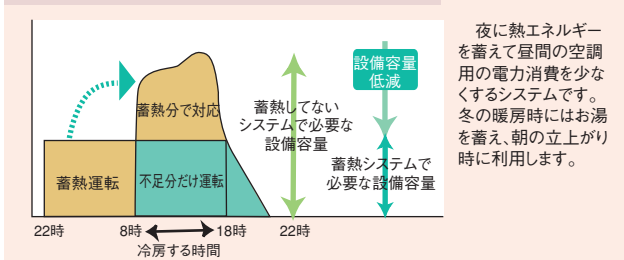 設備容量
低減
蓄熱分で対応
蓄熱してない
システムで必要な
設備容量
蓄熱運転
不足分だけ運転
蓄熱システムで
必要な設備容量
22時
8時
18時
22時
冷房する時間
夜に熱エネルギー
を蓄えて昼間の空調
用の電力消費を少な
くするシステムです。
冬の暖房時にはお湯
を蓄え、朝の立上がり
時に利用します。